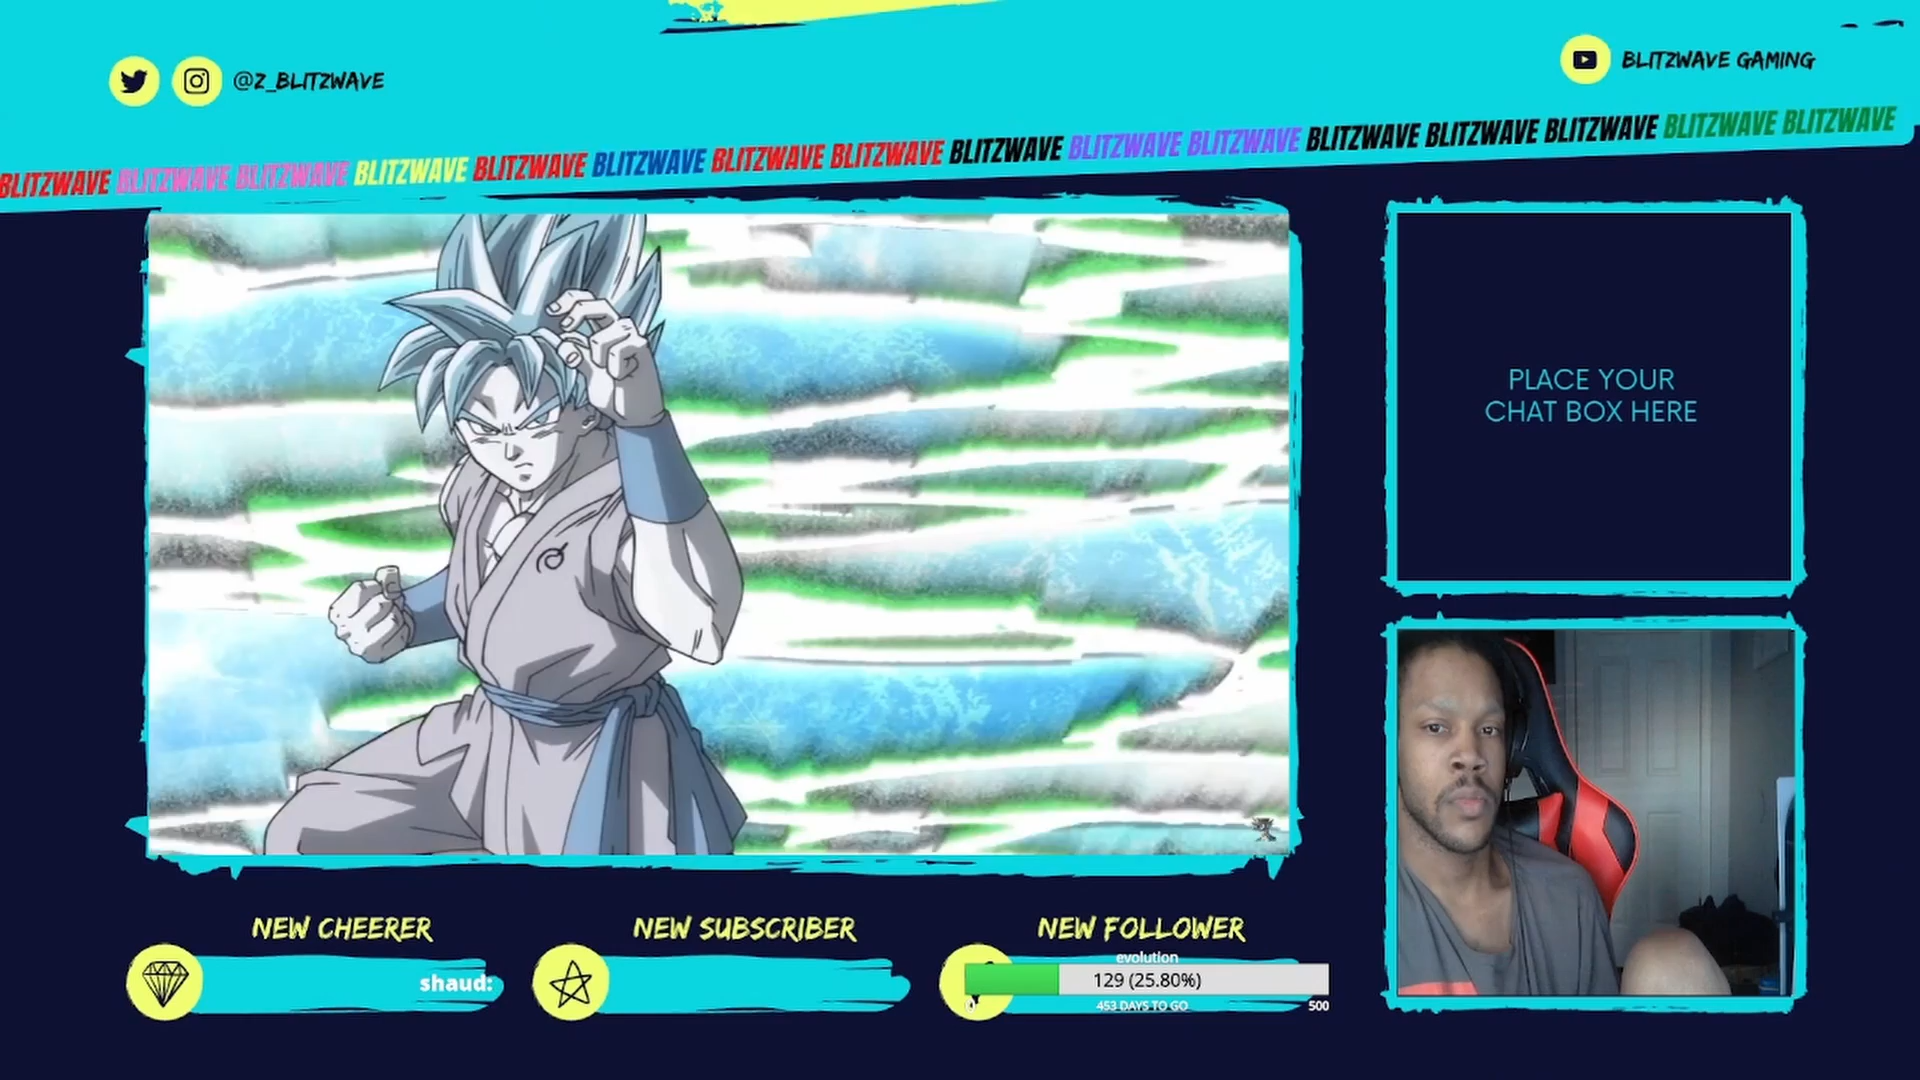 @Z_BLITZWAVE
BLITZWAVE GAMING
BLITZWAVE BLITZWAVE BLITZWAVE BLITZWAVE BLITZWAVE BLITZWAVE BLITZWAVE BLITZWAVE BLITZWAVE BLITZWAVE BLITZWAVE BLITZWAVE BLITZWAVE BLITZWAVE BLITZWAVE BLITZWAVE
PLACE YOUR
CHAT BOX HERE
NEW CHEERER
shaud:
NEW SUBSCRIBER
NEW FOLLOWER
evolution
129 (25.80%)
0
453 DAYS TO GO
500